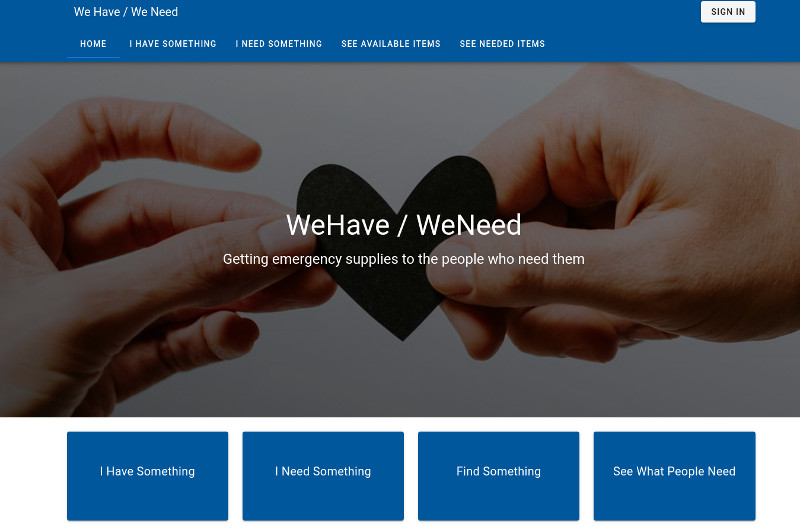 We Have / We Need
SIGN IN
HOME
I HAVE SOMETHING
I NEED SOMETHING
SEE AVAILABLE ITEMS
SEE NEEDED ITEMS
WeHave / WeNeed
Getting emergency supplies to the people who need them
I Have Something
I Need Something
Find Something
See What People Need